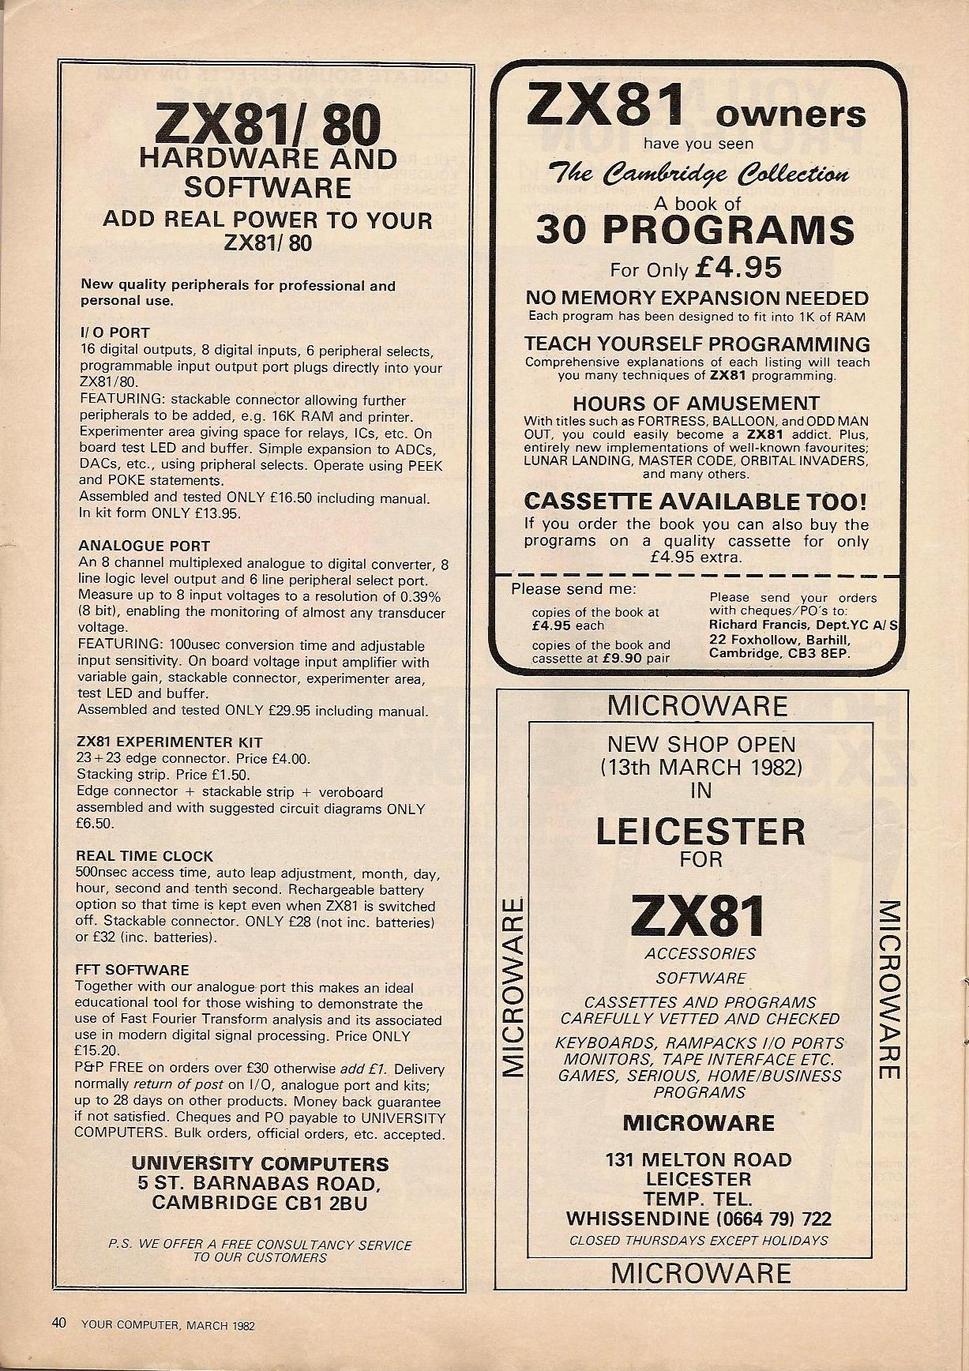 ZX81/ 80
HARDWARE AND
SOFTWARE
ADD REAL POWER TO YOUR
ZX81/ 80
New quality peripherals for professional and
personal use.
I/O PORT
16 digital outputs, 8 digital inputs, 6 peripheral selects,
programmable input output port plugs directly into your
ZX81/80.
FEATURING: stackable connector allowing further
peripherals to be added, e.g. 16K RAM and printer.
Experimenter area giving space for relays, ICs, etc. On
board test LED and buffer. Simple expansion to ADCs,
DACs, etc., using pripheral selects. Operate using PEEK
and POKE statements.
Assembled and tested ONLY £16.50 including manual.
In kit form ONLY £13.95.
ANALOGUE PORT
An 8 channel multiplexed analogue to digital converter, 8
line logic level output and 6 line peripheral select port.
Measure up to 8 input voltages to a resolution of 0.39%
(8 bit), enabling the monitoring of almost any transducer
voltage.
FEATURING: 100usec conversion time and adjustable
input sensitivity. On board voltage input amplifier with
variable gain, stackable connector, experimenter area,
test LED and buffer.
Assembled and tested ONLY £29.95 including manual.
ZX81 EXPERIMENTER KIT
23+23 edge connector. Price £4.00.
Stacking strip. Price £1.50.
Edge connector + stackable strip + veroboard
assembled and with suggested circuit diagrams ONLY
£6.50.
REAL TIME CLOCK
500nsec access time, auto leap adjustment, month, day,
hour, second and tenth second. Rechargeable battery
option so that time is kept even when ZX81 is switched
off. Stackable connector. ONLY £28 (not inc. batteries)
or £32 (inc. batteries).
FFT SOFTWARE
Together with our analogue port this makes an ideal
educational tool for those wishing to demonstrate the
use of Fast Fourier Transform analysis and its associated
use in modern digital signal processing. Price ONLY
£15.20.
P&P FREE on orders over £30 otherwise add £1. Delivery
normally return of post on I/O, analogue port and kits;
up to 28 days on other products. Money back guarantee
if not satisfied. Cheques and PO payable to UNIVERSITY
COMPUTERS. Bulk orders, official orders, etc. accepted.
UNIVERSITY COMPUTERS
5 ST. BARNABAS ROAD,
CAMBRIDGE CB1 2BU
P.S. WE OFFER A FREE CONSULTANCY SERVICE
TO OUR CUSTOMERS
ZX81 owners
have you seen
The Cambridge Collection
A book of
30 PROGRAMS
For Only £4.95
NO MEMORY EXPANSION NEEDED
Each program has been designed to fit into 1K of RAM
TEACH YOURSELF PROGRAMMING
Comprehensive explanations of each listing will teach
you many techniques of ZX81 programming.
HOURS OF AMUSEMENT
With titles such as FORTRESS, BALLOON, and ODD MAN
OUT, you could easily become a ZX81 addict. Plus,
entirely new implementations of well-known favourites;
LUNAR LANDING, MASTER CODE, ORBITAL INVADERS,
and many others.
CASSETTE AVAILABLE TOO!
If you order the book you can also buy the
programs on a quality cassette for only
£4.95 extra.
Please send me:
copies of the book at
£4.95 each
copies of the book and
cassette at £9.90 pair
Please send your orders
with cheques/PO's to:
Richard Francis, Dept.YC A/S
22 Foxhollow, Barhill,
Cambridge, CB3 8EP.
MICROWARE
NEW SHOP OPEN
(13th MARCH 1982)
IN
LEICESTER
FOR
ZX81
ACCESSORIES
SOFTWARE
CASSETTES AND PROGRAMS
CAREFULLY VETTED AND CHECKED
KEYBOARDS, RAMPACKS I/O PORTS
MONITORS, TAPE INTERFACE ETC.
GAMES, SERIOUS, HOME/BUSINESS
PROGRAMS
MICROWARE
131 MELTON ROAD
LEICESTER
TEMP. TEL.
WHISSENDINE (0664 79) 722
CLOSED THURSDAYS EXCEPT HOLIDAYS
MICROWARE
MICROWARE
MICROWARE
40 YOUR COMPUTER, MARCH 1982